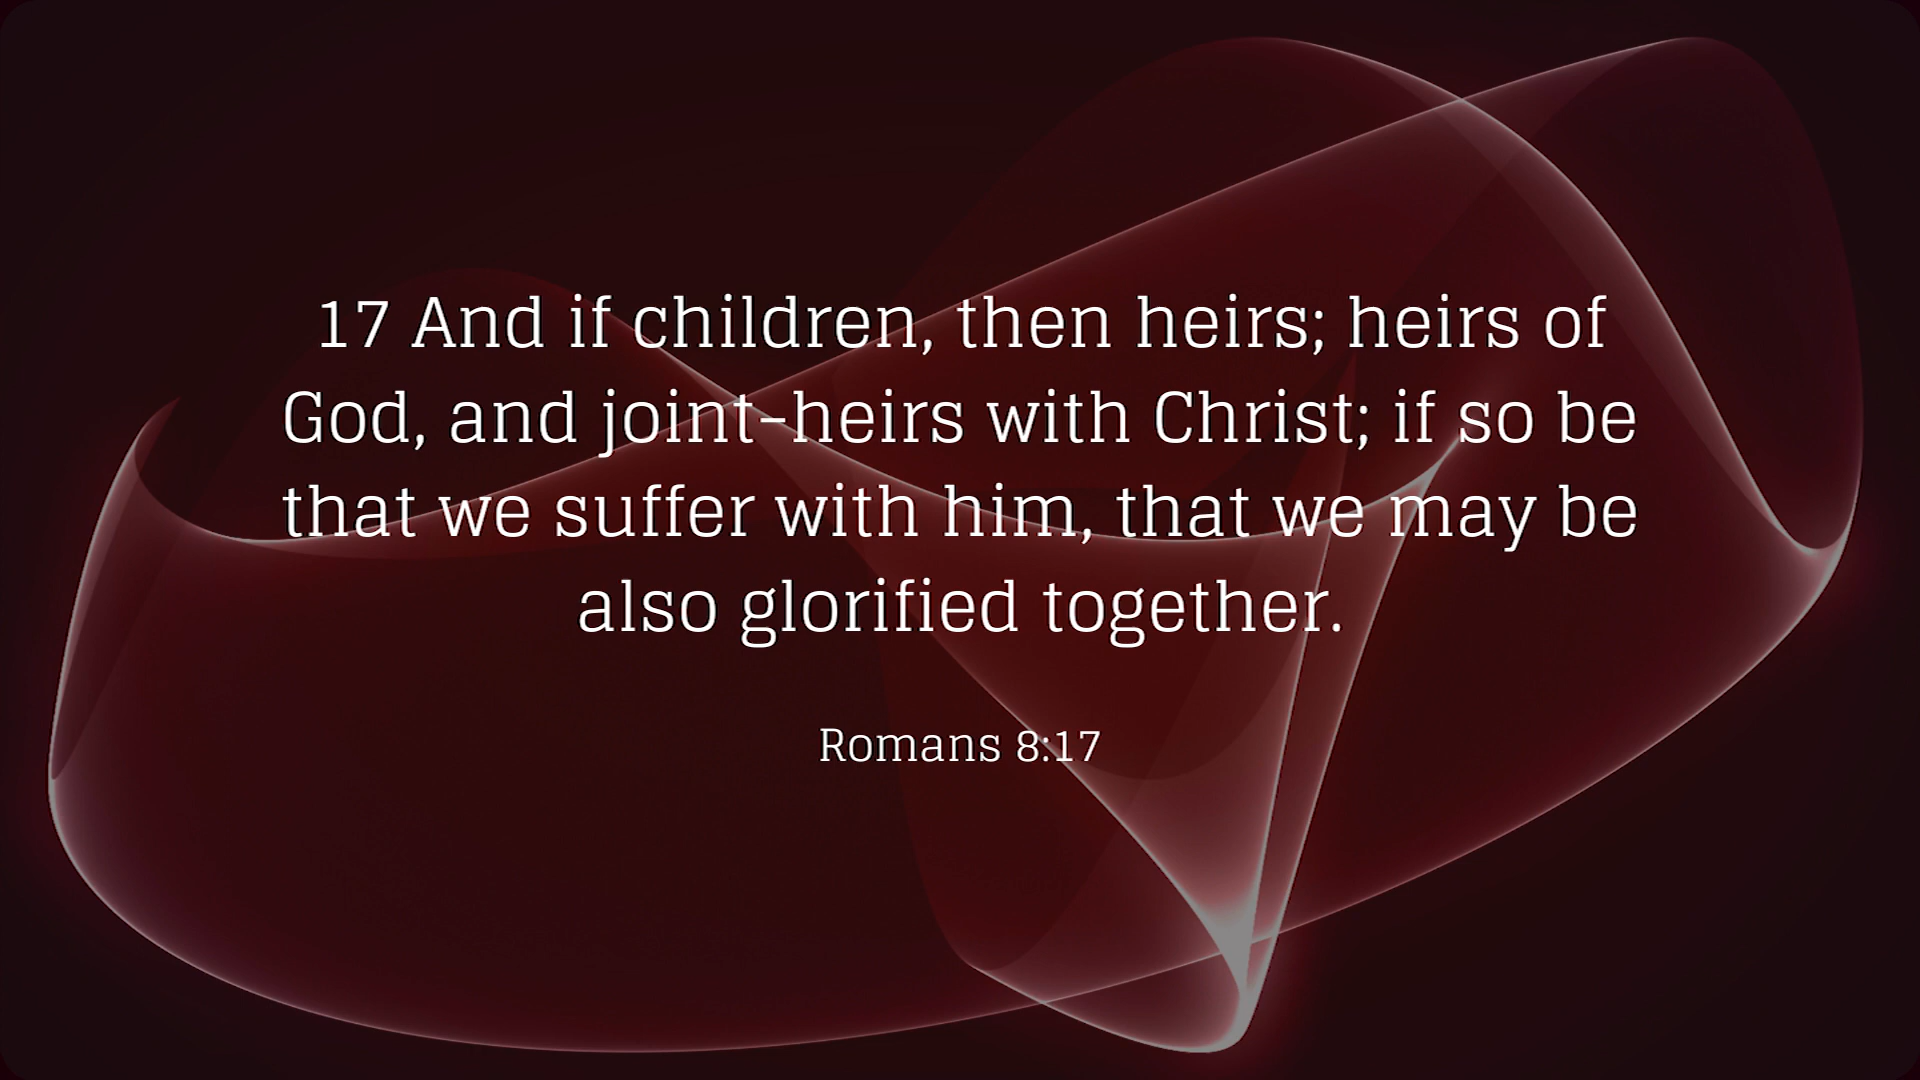 17 And if children, then heirs; heirs of
God, and joint-heirs with Christ; if so be
that we suffer with him, that we may be
also glorified together.
Romans 8:17